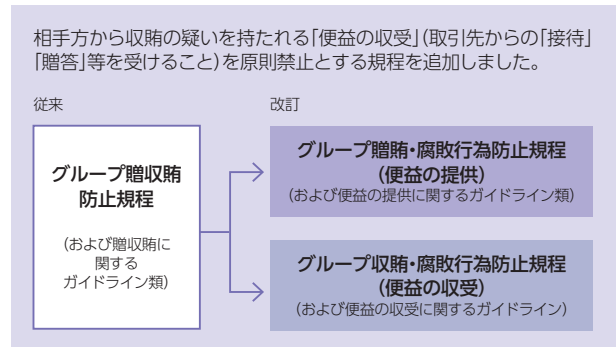 相手方から収賄の疑いを持たれる「便益の収受」(取引先からの「接待」
「贈答」等を受けること)を原則禁止とする規程を追加しました。
従来
改訂
グループ贈収賄
防止規程
(および贈収賄に
関する
ガイドライン類)
グループ贈賄・腐敗行為防止規程
(便益の提供)
(および便益の提供に関するガイドライン類)
グループ収賄・腐敗行為防止規程
(便益の収受)
(および便益の収受に関するガイドライン)